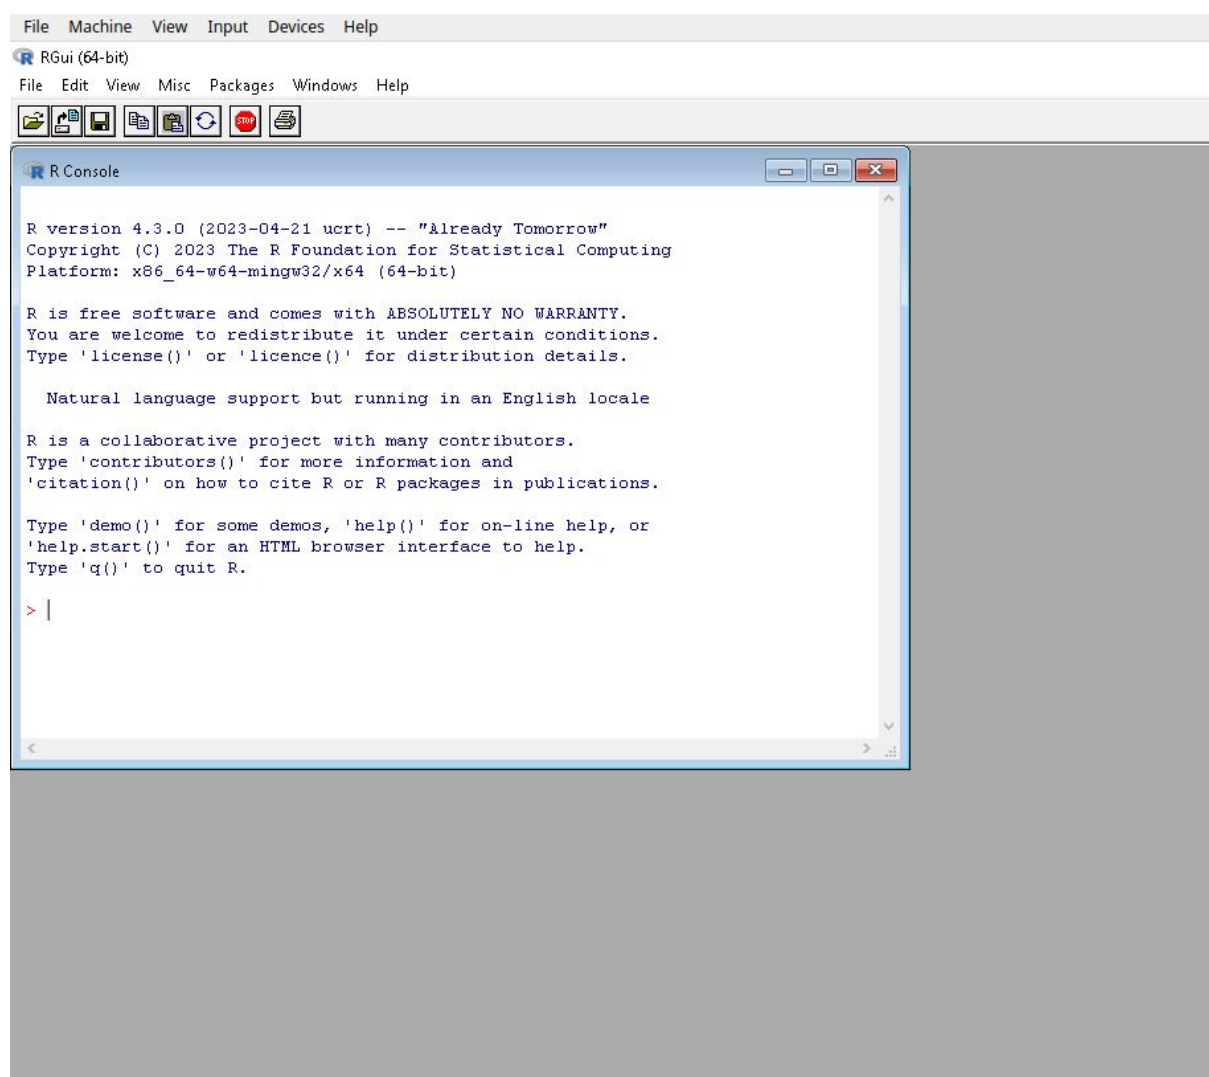 File Machine View Input Devices Help
RGui (64-bit)
File Edit View Misc Packages Windows Help
STOP
R Console
R version 4.3.0 (2023-04-21 ucrt) -- "Already Tomorrow"
Copyright (C) 2023 The R Foundation for Statistical Computing
Platform: x86_64-w64-mingw32/x64 (64-bit)
R is free software and comes with ABSOLUTELY NO WARRANTY.
You are welcome to redistribute it under certain conditions.
Type 'license()' or 'licence()' for distribution details.
Natural language support but running in an English locale
R is a collaborative project with many contributors.
Type 'contributors()' for more information and
'citation()' on how to cite R or R packages in publications.
Type 'demo()' for some demos, 'help()' for on-line help, or
'help.start()' for an HTML browser interface to help.
Type 'q()' to quit R.
>